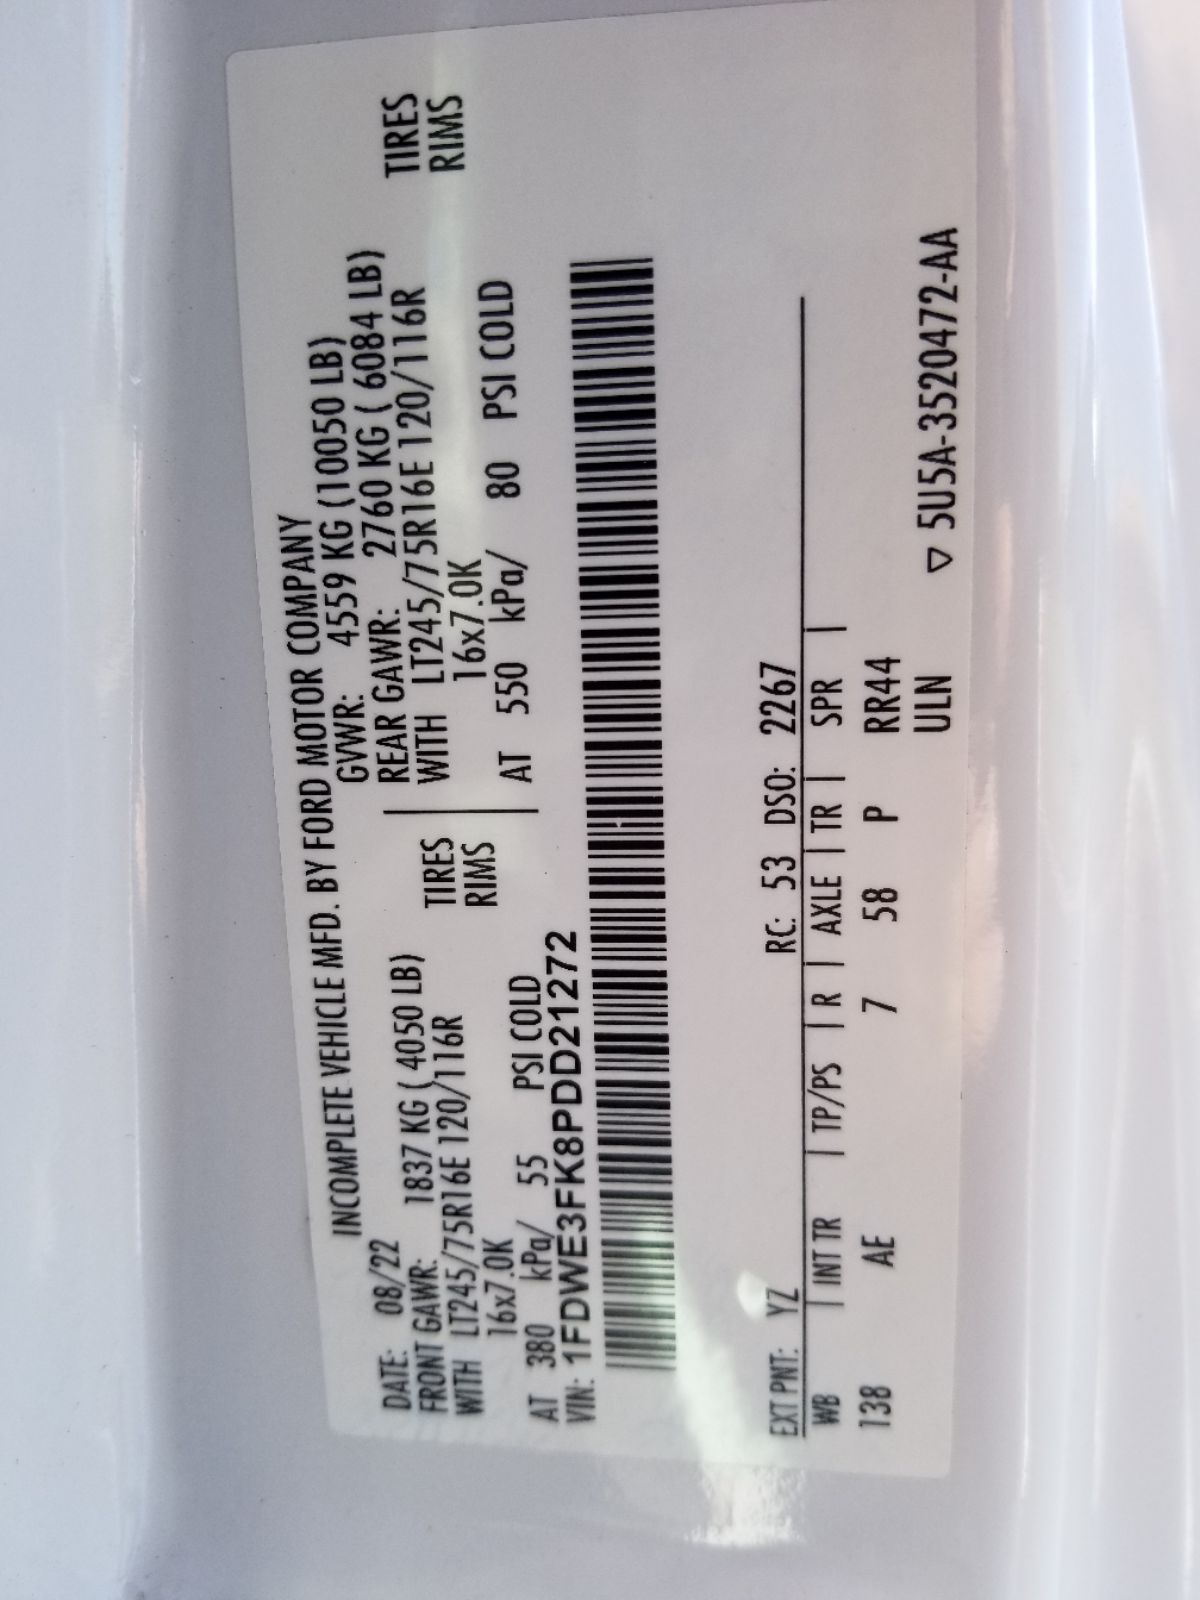 INCOMPLETE VEHICLE MFD. BY FORD MOTOR COMPANY
DATE: 08/22 GVWR: 4559 KG (10050 LB)
FRONT GAWR: 1837 KG ( 4050 LB) REAR GAWR: 2760 KG ( 6084 LB)
WITH LT245/75R16E 120/116R TIRES | WITH LT245/75R16E 120/116R TIRES
16x7.0K RIMS 16x7.0K RIMS
AT 380 kPa/ 55 PSI COLD | AT 550 kPa/ 80 PSI COLD
VIN: 1FDWE3FK8PDD21272
EXT PNT: YZ RC: 53 DSO: 2267
WB | INT TR | TP/PS | R | AXLE | TR | SPR |
138 AE 7 58 P RR44
ULN
▽ 5U5A-3520472-AA